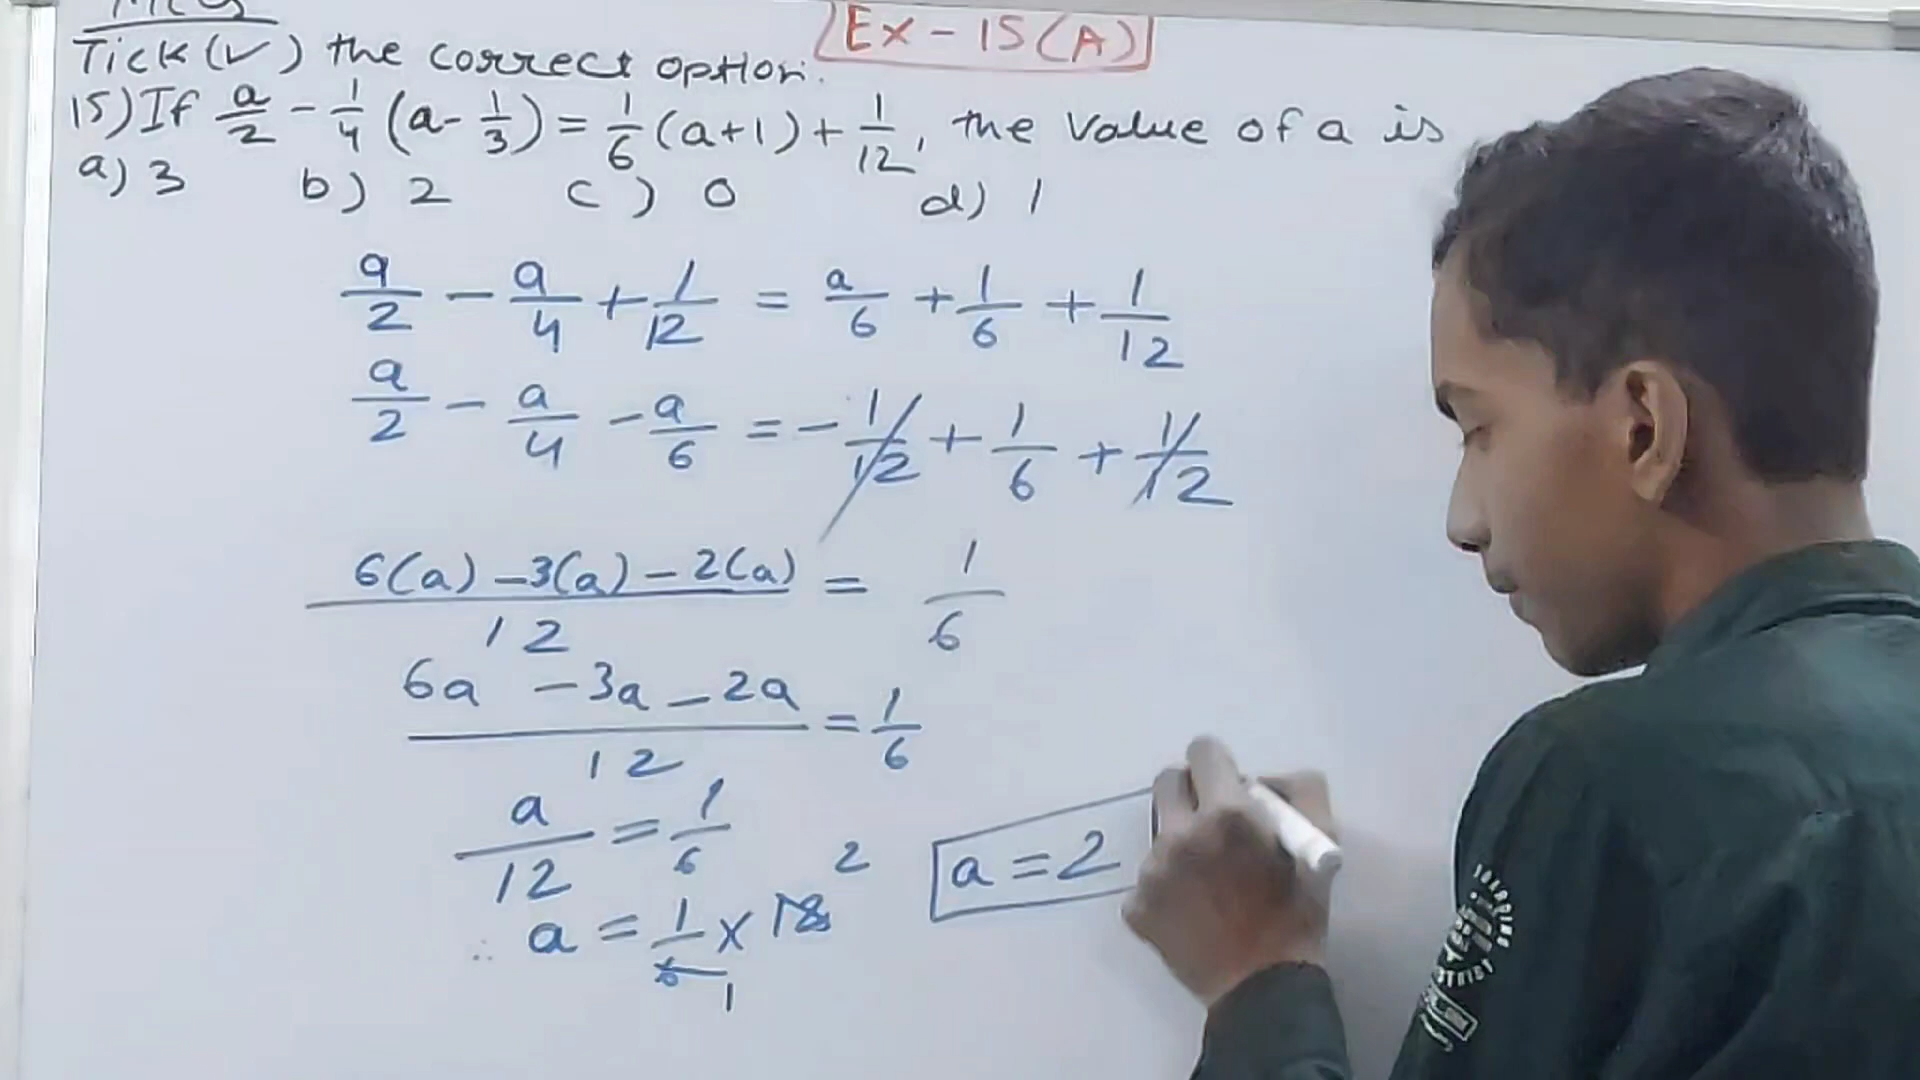 MCQ
Ex-15(A)
Tick(✓) the correct option.
15) If a/2 - 1/4 (a - 1/3) = 1/6 (a+1) + 1/12, the value of a is
a) 3 b) 2 c) 0 d) 1
a/2 - a/4 + 1/12 = a/6 + 1/6 + 1/12
a/2 - a/4 - a/6 = - 1/12 + 1/6 + 1/12
6(a) - 3(a) - 2(a) / 12 = 1/6
6a - 3a - 2a / 12 = 1/6
a/12 = 1/6
∴ a = 1/6 × 12 2
1
a = 2